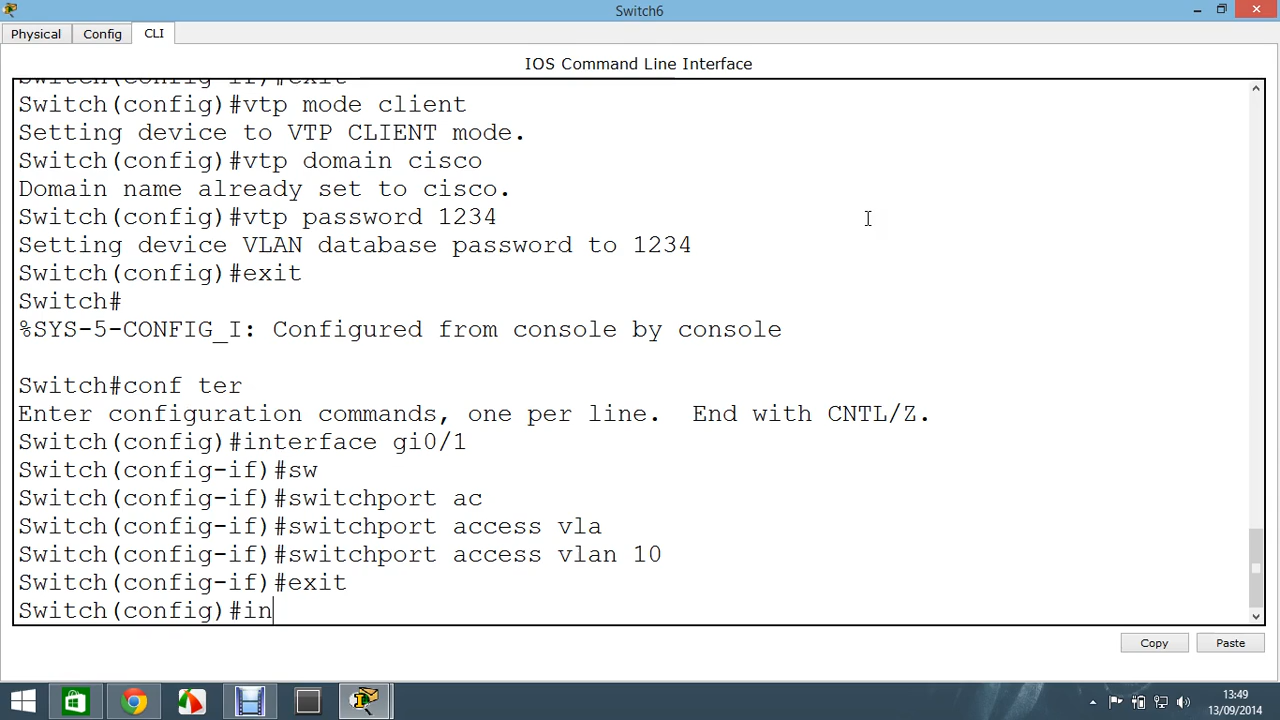 Switch6
Physical
Config
CLI
IOS Command Line Interface
Switch(config-if)#exit
Switch(config)#vtp mode client
Setting device to VTP CLIENT mode.
Switch(config)#vtp domain cisco
Domain name already set to cisco.
Switch(config)#vtp password 1234
Setting device VLAN database password to 1234
Switch(config)#exit
Switch#
%SYS-5-CONFIG_I: Configured from console by console
Switch#conf ter
Enter configuration commands, one per line.  End with CNTL/Z.
Switch(config)#interface gi0/1
Switch(config-if)#sw
Switch(config-if)#switchport ac
Switch(config-if)#switchport access vla
Switch(config-if)#switchport access vlan 10
Switch(config-if)#exit
Switch(config)#in
Copy
Paste
13:49
13/09/2014